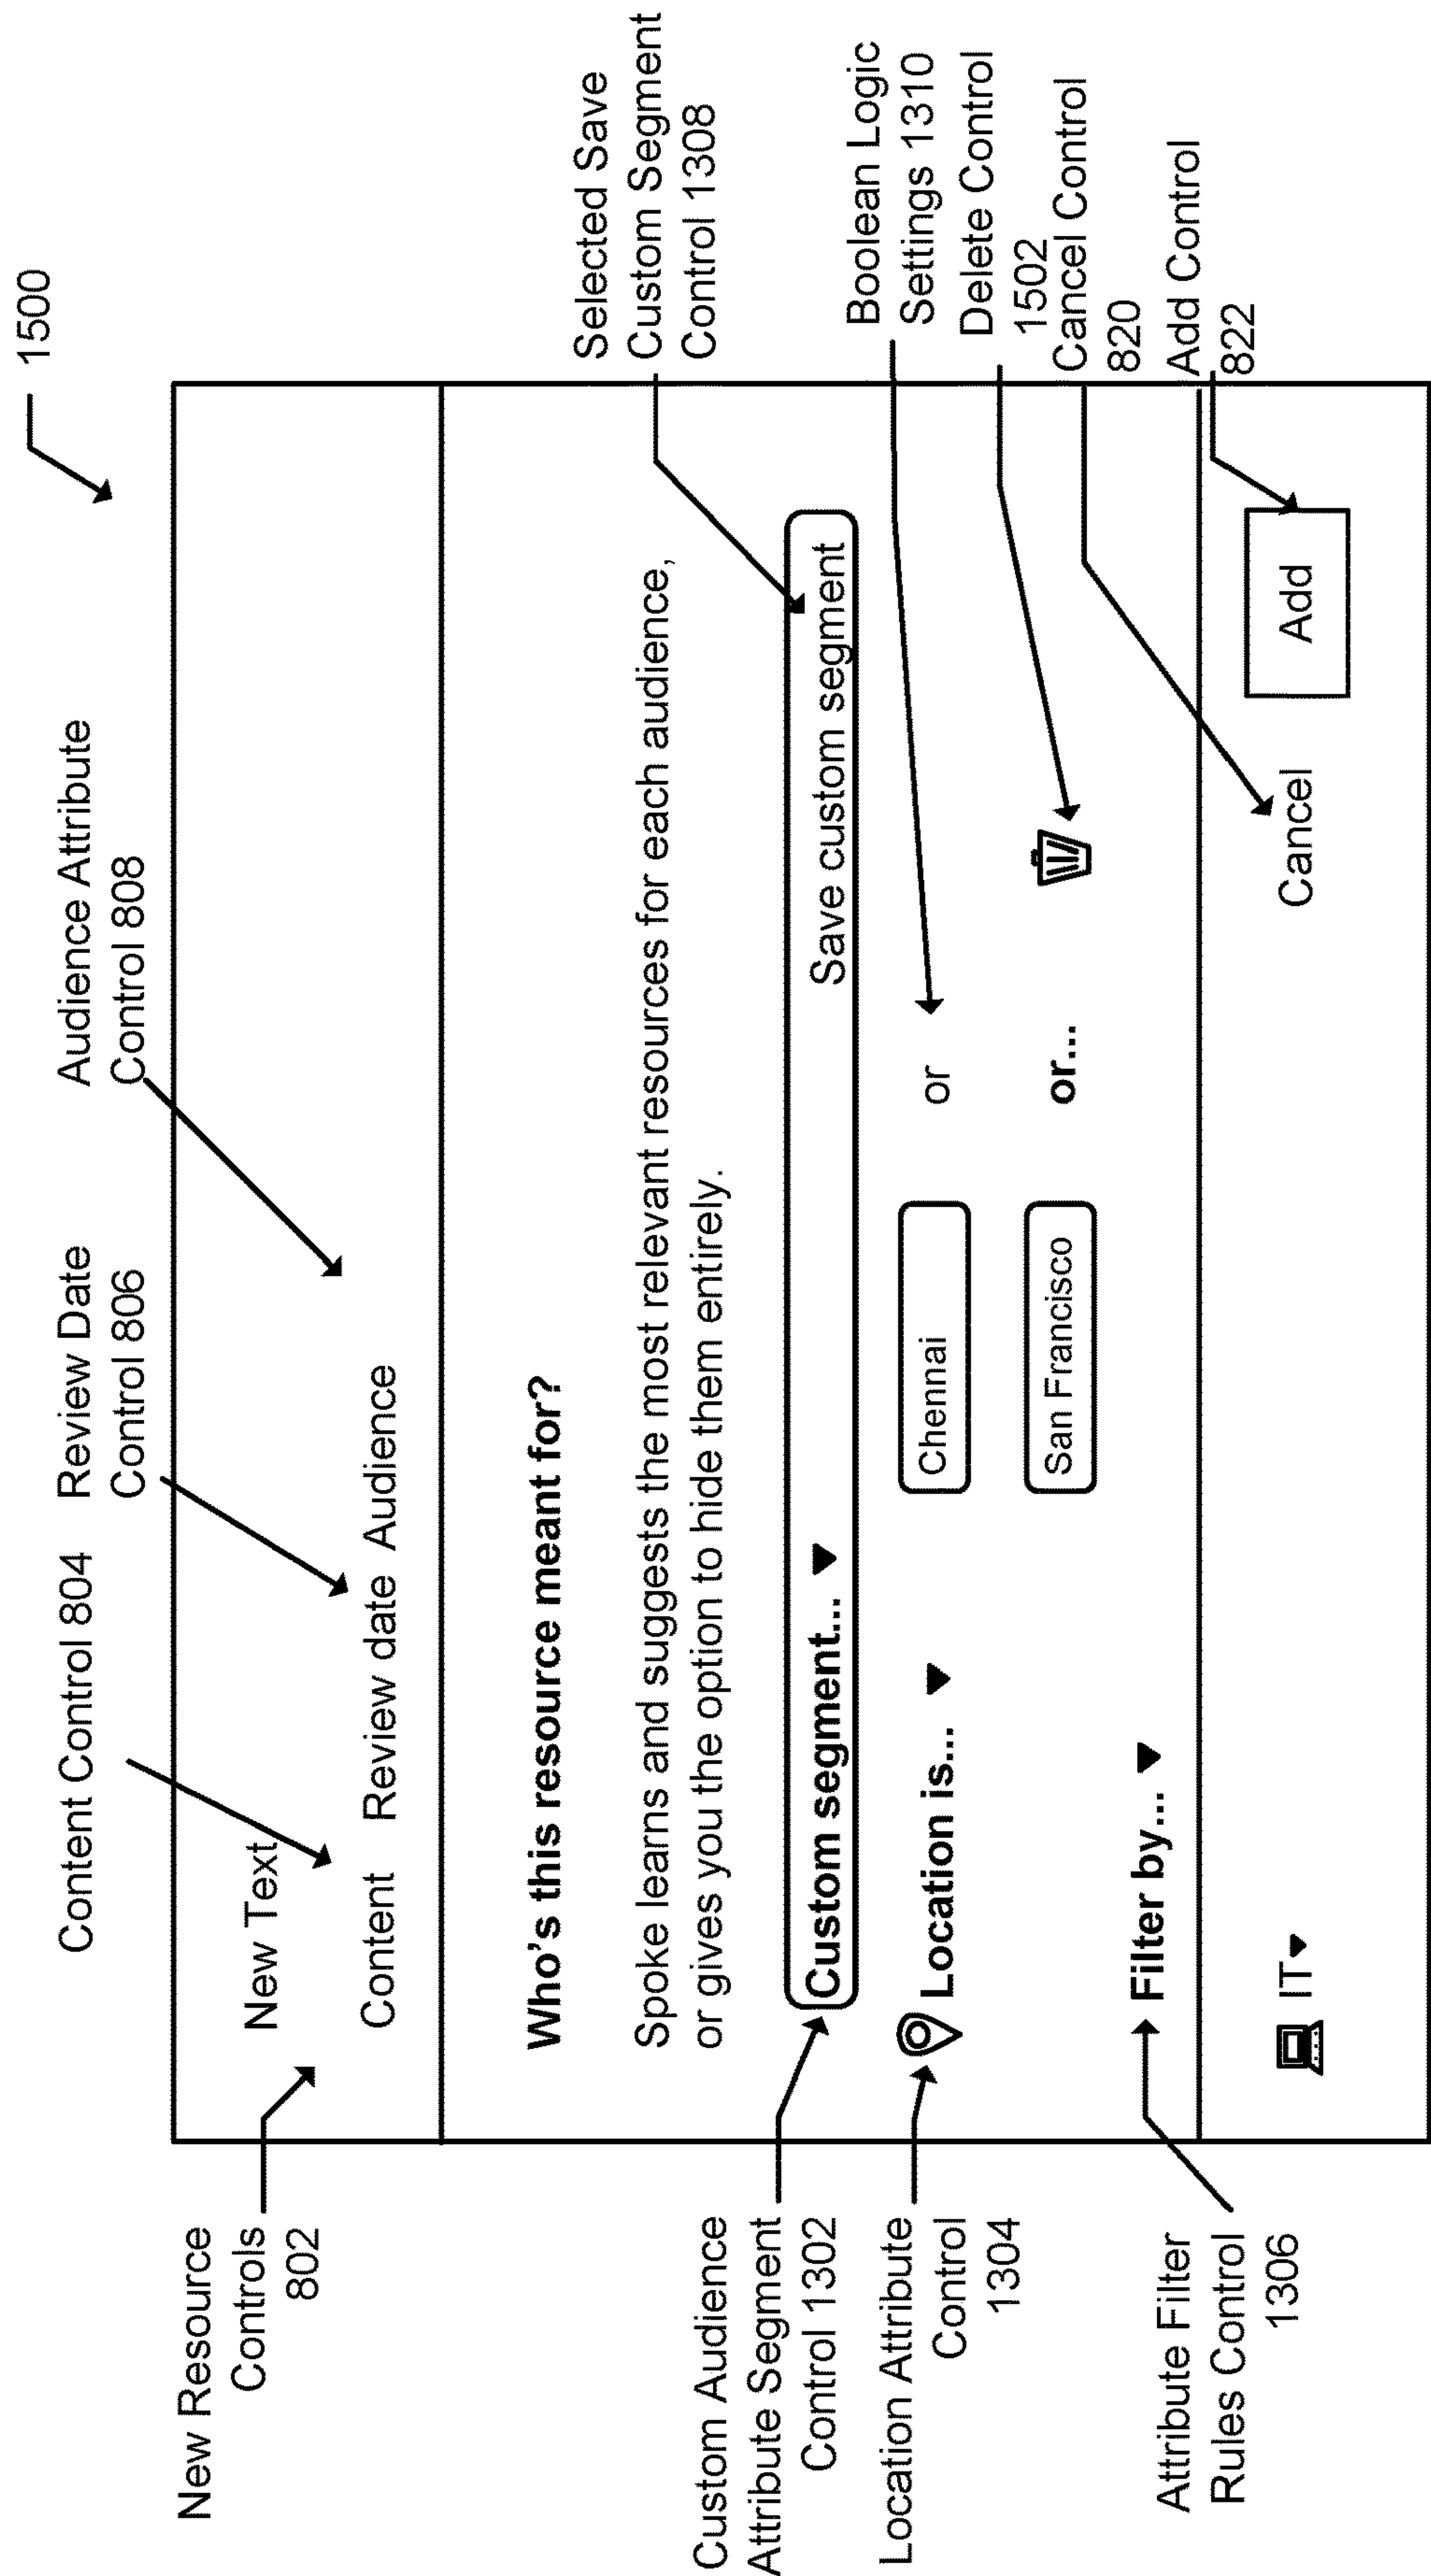 1500
Content Control 804
Review Date
Control 806
Audience Attribute
Control 808
New Resource
Controls
802
New Text
Content Review date Audience
Who's this resource meant for?
Spoke learns and suggests the most relevant resources for each audience,
or gives you the option to hide them entirely.
Selected Save
Custom Segment
Control 1308
Custom Audience
Attribute Segment
Control 1302
Custom segment... Save custom segment
Location Attribute
Control
1304
Location is... Chennai or
Boolean Logic
Settings 1310
San Francisco or...
Delete Control
1502
Attribute Filter
Rules Control
1306
Filter by...
Cancel Control
820
IT Cancel Add
Add Control
822